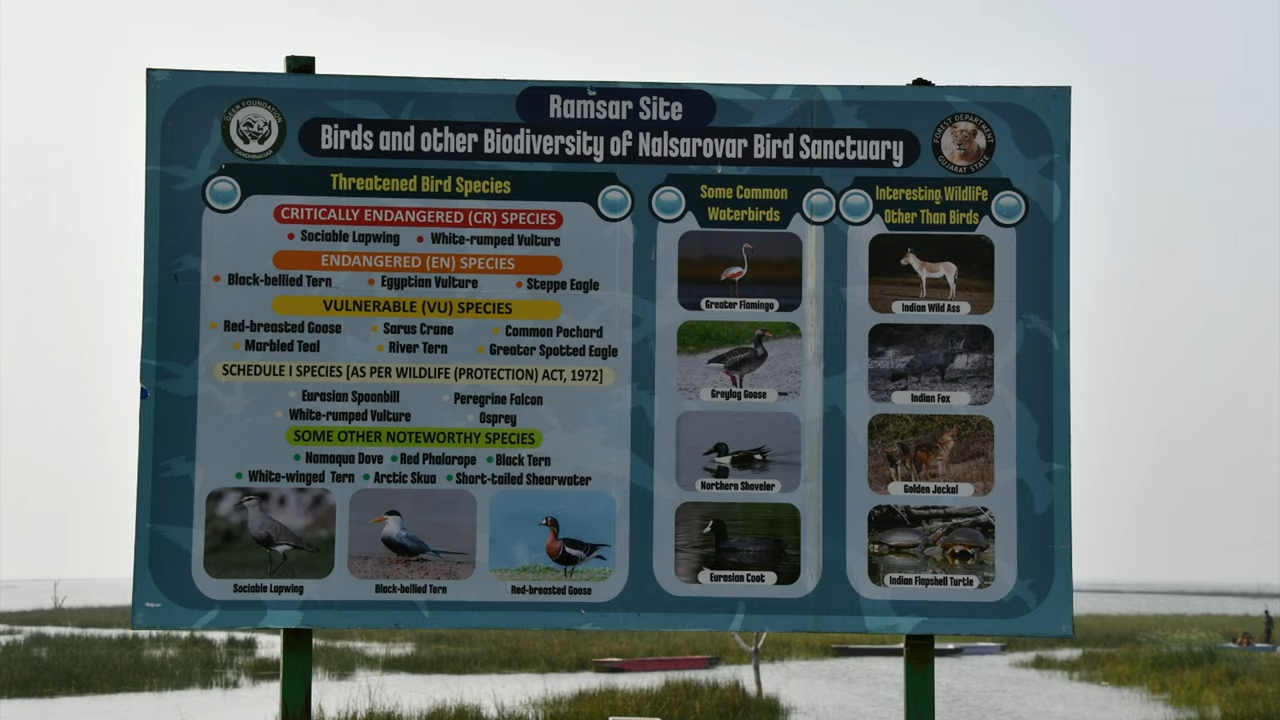 Ramsar Site
Birds and other Biodiversity of Nalsarovar Bird Sanctuary
GEER FOUNDATION
GANDHINAGAR
FOREST DEPARTMENT
GUJARAT STATE
Threatened Bird Species
CRITICALLY ENDANGERED (CR) SPECIES
Sociable Lapwing White-rumped Vulture
ENDANGERED (EN) SPECIES
Black-bellied Tern Egyptian Vulture Steppe Eagle
VULNERABLE (VU) SPECIES
Red-breasted Goose Sarus Crane Common Pochard
Marbled Teal River Tern Greater Spotted Eagle
SCHEDULE I SPECIES [AS PER WILDLIFE (PROTECTION) ACT, 1972]
Eurasian Spoonbill Peregrine Falcon
White-rumped Vulture Osprey
SOME OTHER NOTEWORTHY SPECIES
Namaqua Dove Red Phalarope Black Tern
White-winged Tern Arctic Skua Short-tailed Shearwater
Sociable Lapwing Black-bellied Tern Red-breasted Goose
Some Common
Waterbirds
Greater Flamingo
Greylag Goose
Northern Shoveler
Eurasian Coot
Interesting Wildlife
Other Than Birds
Indian Wild Ass
Indian Fox
Golden Jackal
Indian Flapshell Turtle